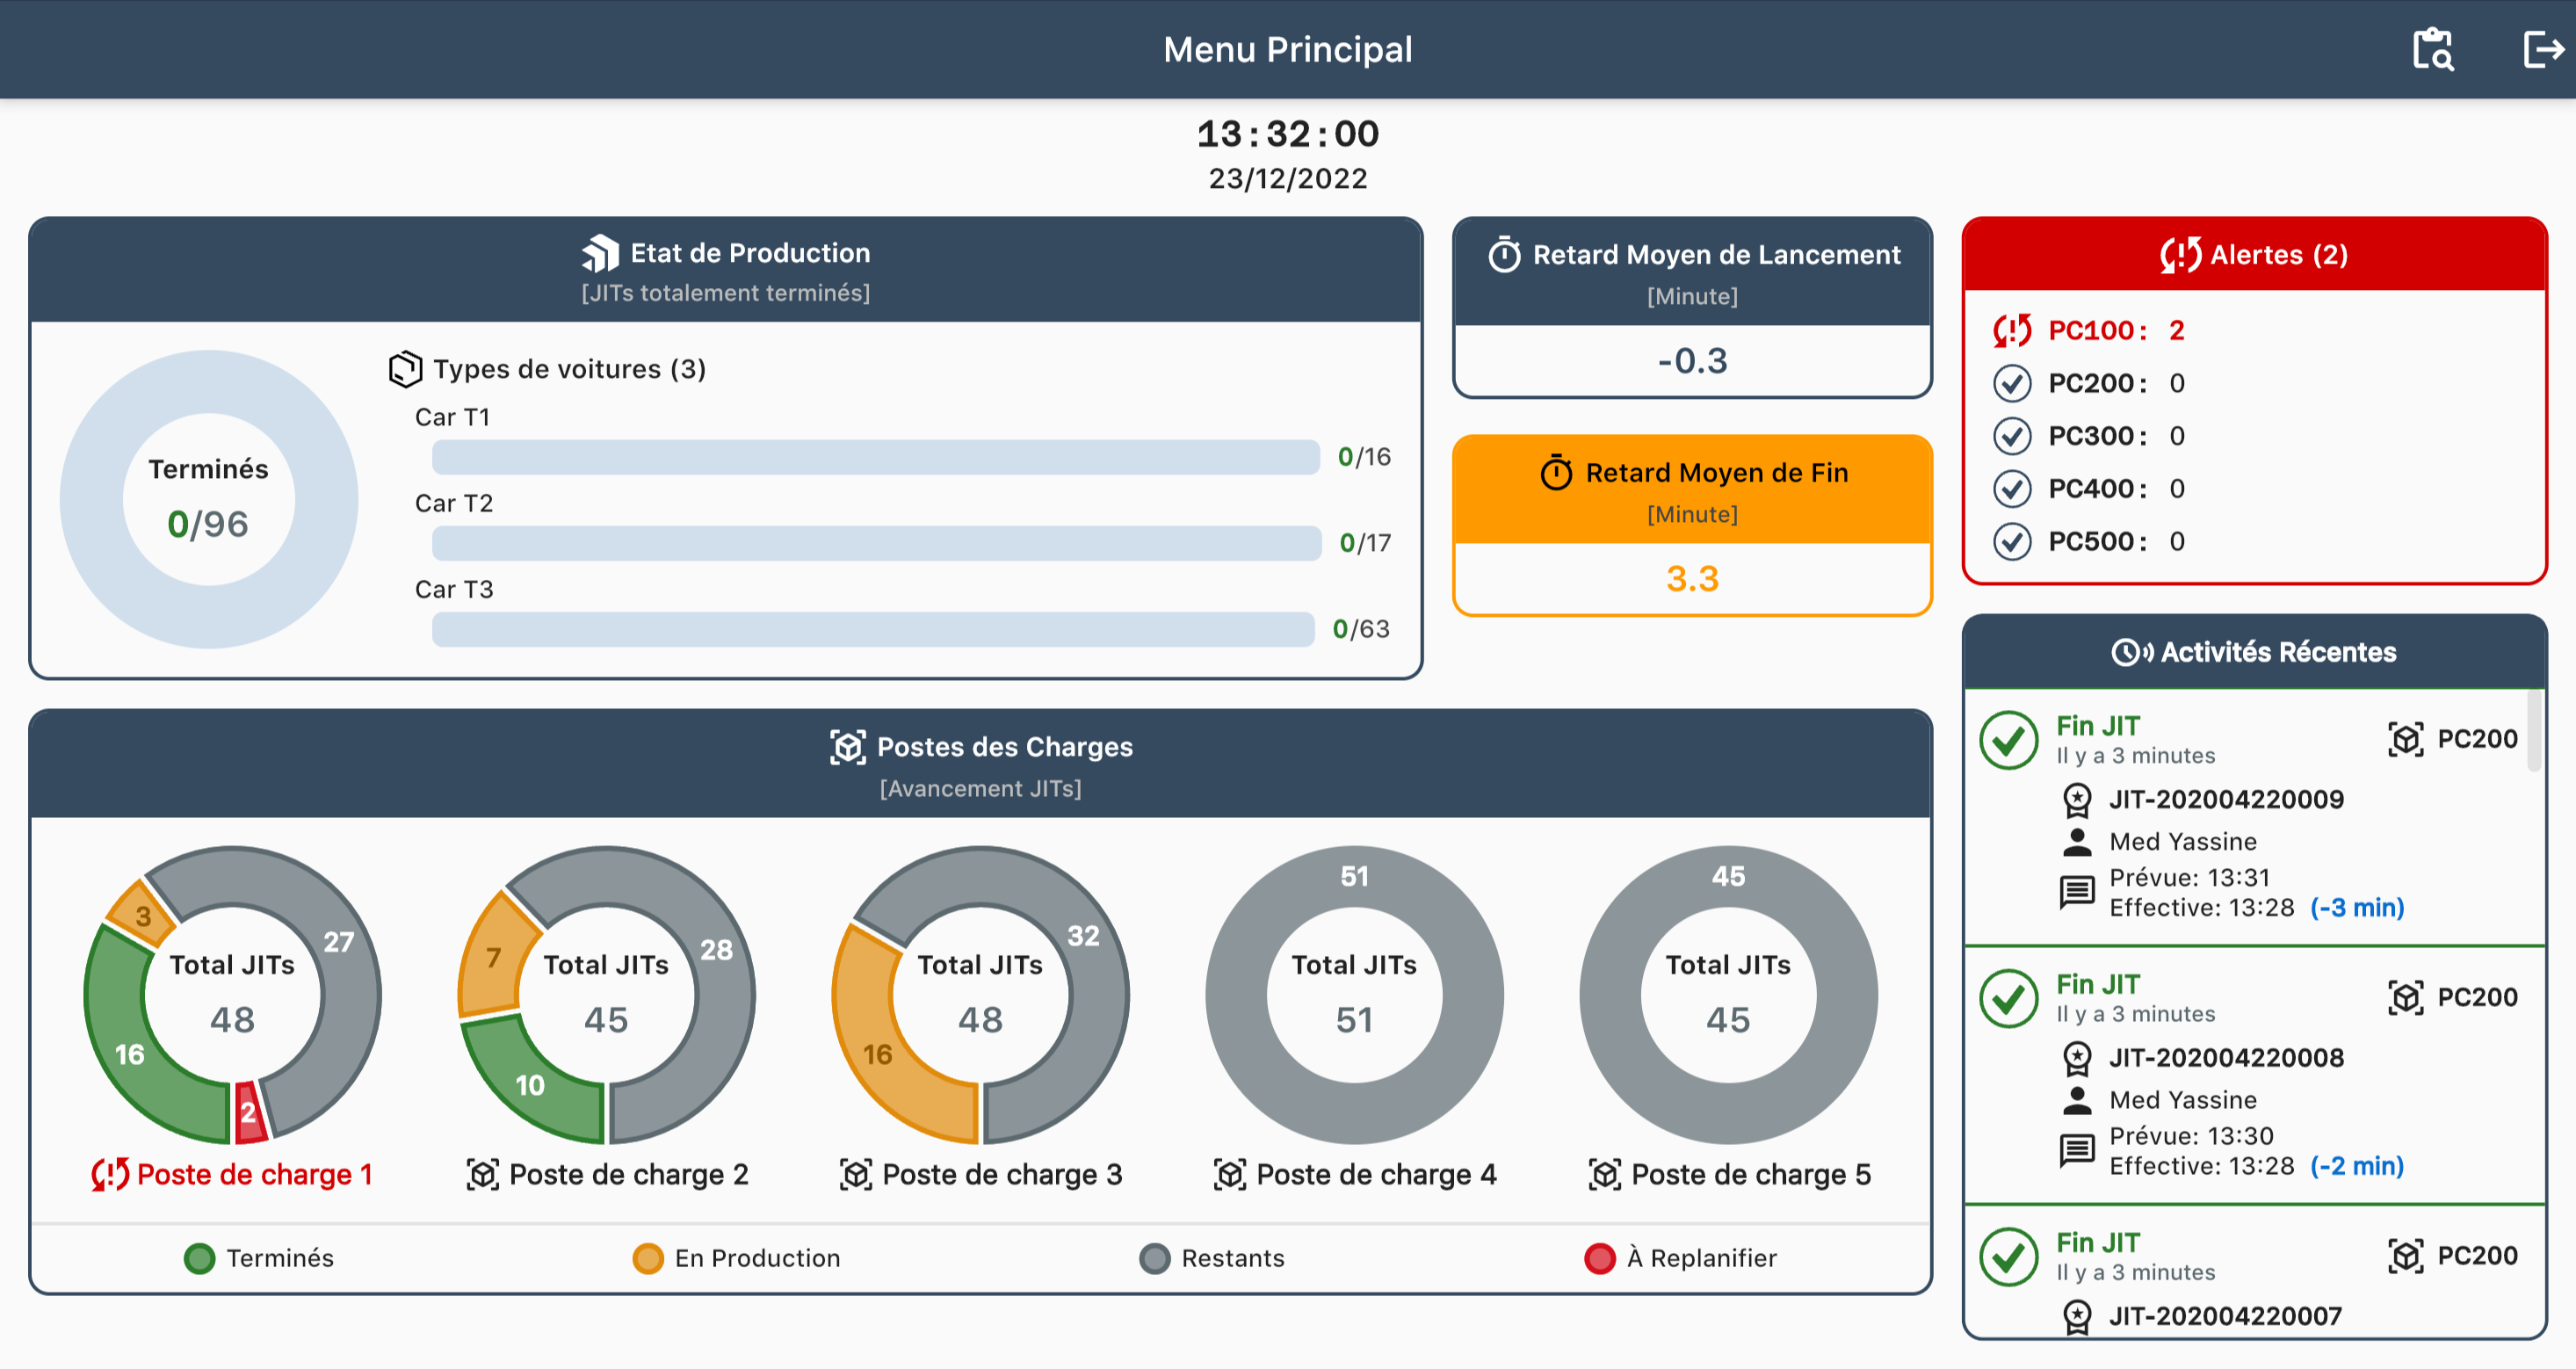 Menu Principal
13:32:00
23/12/2022
Etat de Production
[JITs totalement terminés]
Terminés
0/96
Types de voitures (3)
Car T1
0/16
Car T2
0/17
Car T3
0/63
Retard Moyen de Lancement
[Minute]
-0.3
Retard Moyen de Fin
[Minute]
3.3
Alertes (2)
PC100: 2
PC200: 0
PC300: 0
PC400: 0
PC500: 0
Postes des Charges
[Avancement JITs]
3
27
16
2
Total JITs
48
Poste de charge 1
7
28
10
Total JITs
45
Poste de charge 2
32
16
Total JITs
48
Poste de charge 3
51
Total JITs
51
Poste de charge 4
45
Total JITs
45
Poste de charge 5
Terminés
En Production
Restants
À Replanifier
Activités Récentes
Fin JIT
PC200
Il y a 3 minutes
JIT-202004220009
Med Yassine
Prévue: 13:31
Effective: 13:28 (-3 min)
Fin JIT
PC200
Il y a 3 minutes
JIT-202004220008
Med Yassine
Prévue: 13:30
Effective: 13:28 (-2 min)
Fin JIT
PC200
Il y a 3 minutes
JIT-202004220007